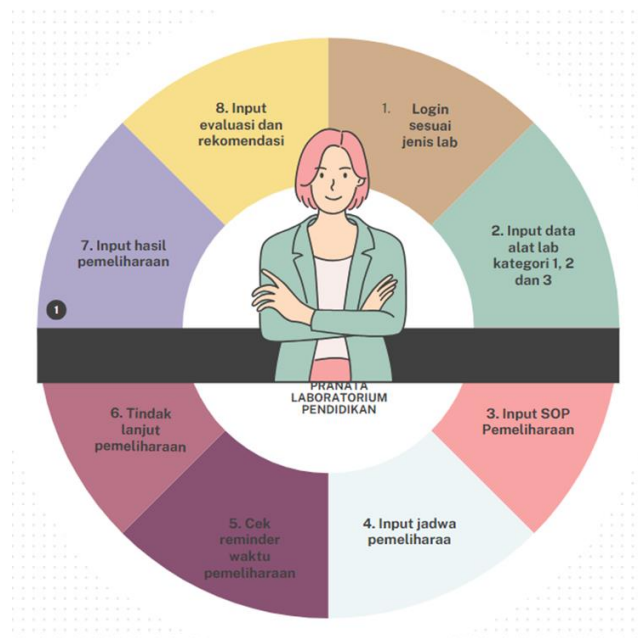 1. Login
sesuai
jenis lab
2. Input data
alat lab
kategori 1, 2
dan 3
3. Input SOP
Pemeliharaan
4. Input jadwa
pemeliharaa
5. Cek
reminder
waktu
pemeliharaan
6. Tindak
lanjut
pemeliharaan
7. Input hasil
pemeliharaan
8. Input
evaluasi dan
rekomendasi
1
PRANATA
LABORATORIUM
PENDIDIKAN